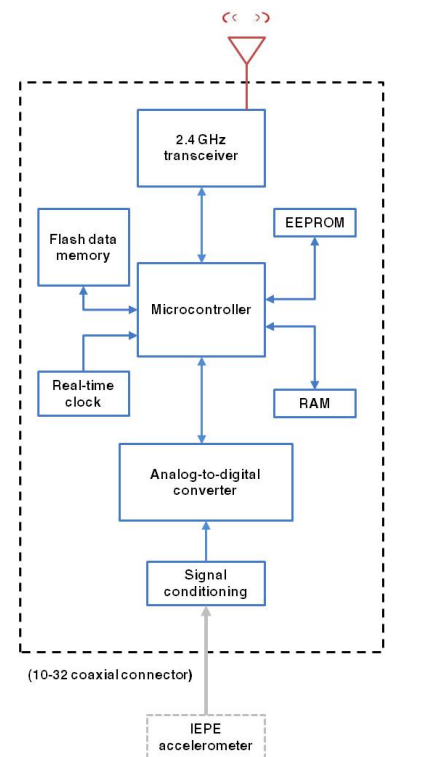 2.4 GHz
transceiver
Flash data
memory
EEPROM
Microcontroller
Real-time
clock
RAM
Analog-to-digital
converter
Signal
conditioning
(10-32 coaxial connector)
IEPE
accelerometer